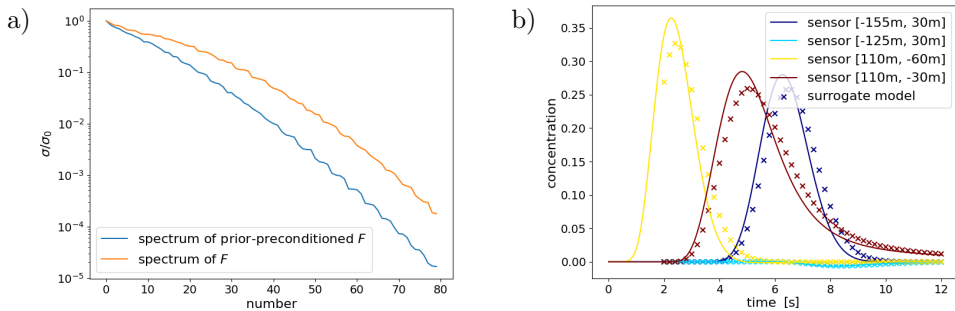 a)
10⁰
10⁻¹
10⁻²
10⁻³
10⁻⁴
10⁻⁵
σ/σ₀
0 10 20 30 40 50 60 70 80
number
spectrum of prior-preconditioned F
spectrum of F
b)
0.35
0.30
0.25
0.20
0.15
0.10
0.05
0.00
concentration
0 2 4 6 8 10 12
time [s]
sensor [-155m, 30m]
sensor [-125m, 30m]
sensor [110m, -60m]
sensor [110m, -30m]
surrogate model